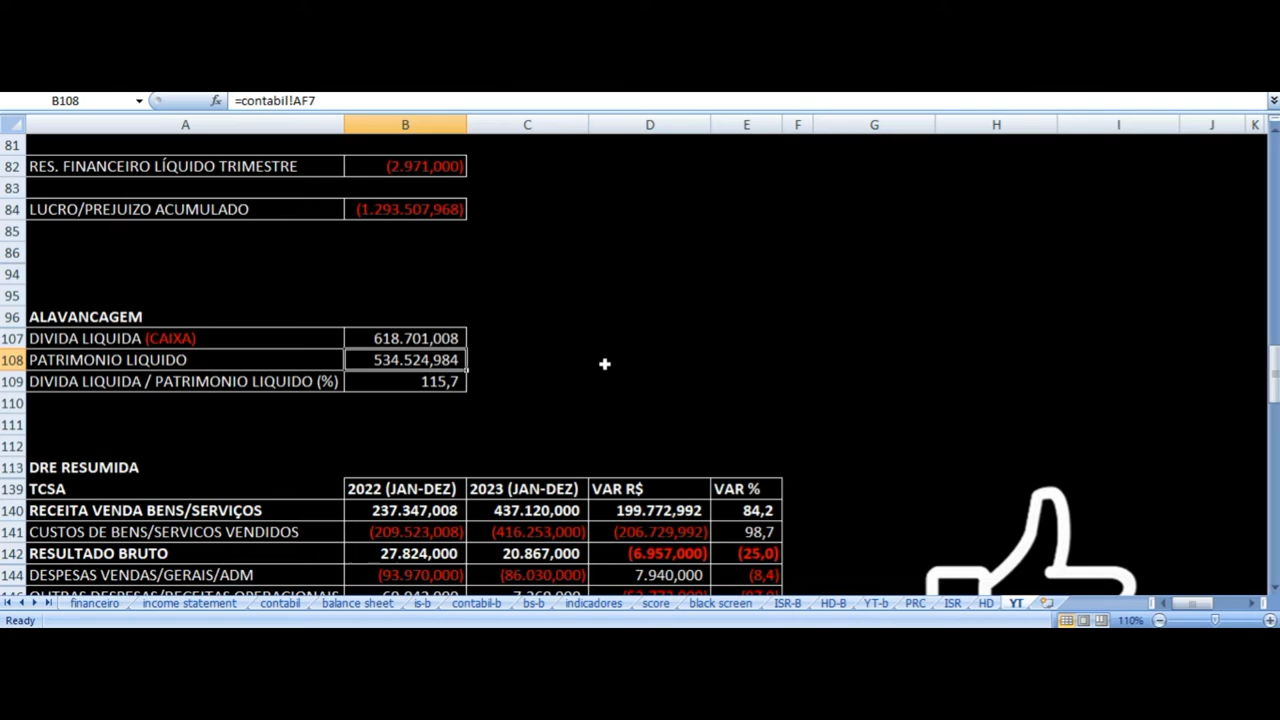 B108 fx =contabil!AF7
A B C D E F G H I J K
81
82 RES. FINANCEIRO LÍQUIDO TRIMESTRE (2.971,000)
83
84 LUCRO/PREJUIZO ACUMULADO (1.293.507,968)
85
86
94
95
96 ALAVANCAGEM
107 DIVIDA LIQUIDA (CAIXA) 618.701,008
108 PATRIMONIO LIQUIDO 534.524,984
109 DIVIDA LIQUIDA / PATRIMONIO LIQUIDO (%) 115,7
110
111
112
113 DRE RESUMIDA
139 TCSA 2022 (JAN-DEZ) 2023 (JAN-DEZ) VAR R$ VAR %
140 RECEITA VENDA BENS/SERVIÇOS 237.347,008 437.120,000 199.772,992 84,2
141 CUSTOS DE BENS/SERVICOS VENDIDOS (209.523,008) (416.253,000) (206.729,992) 98,7
142 RESULTADO BRUTO 27.824,000 20.867,000 (6.957,000) (25,0)
144 DESPESAS VENDAS/GERAIS/ADM (93.970,000) (86.030,000) 7.940,000 (8,4)
OUTRAS DESPESAS/RECEITAS OPERACIONAIS
financeiro income statement contabil balance sheet is-b contabil-b bs-b indicadores score black screen ISR-B HD-B YT-b PRC ISR HD YT
Ready 110%